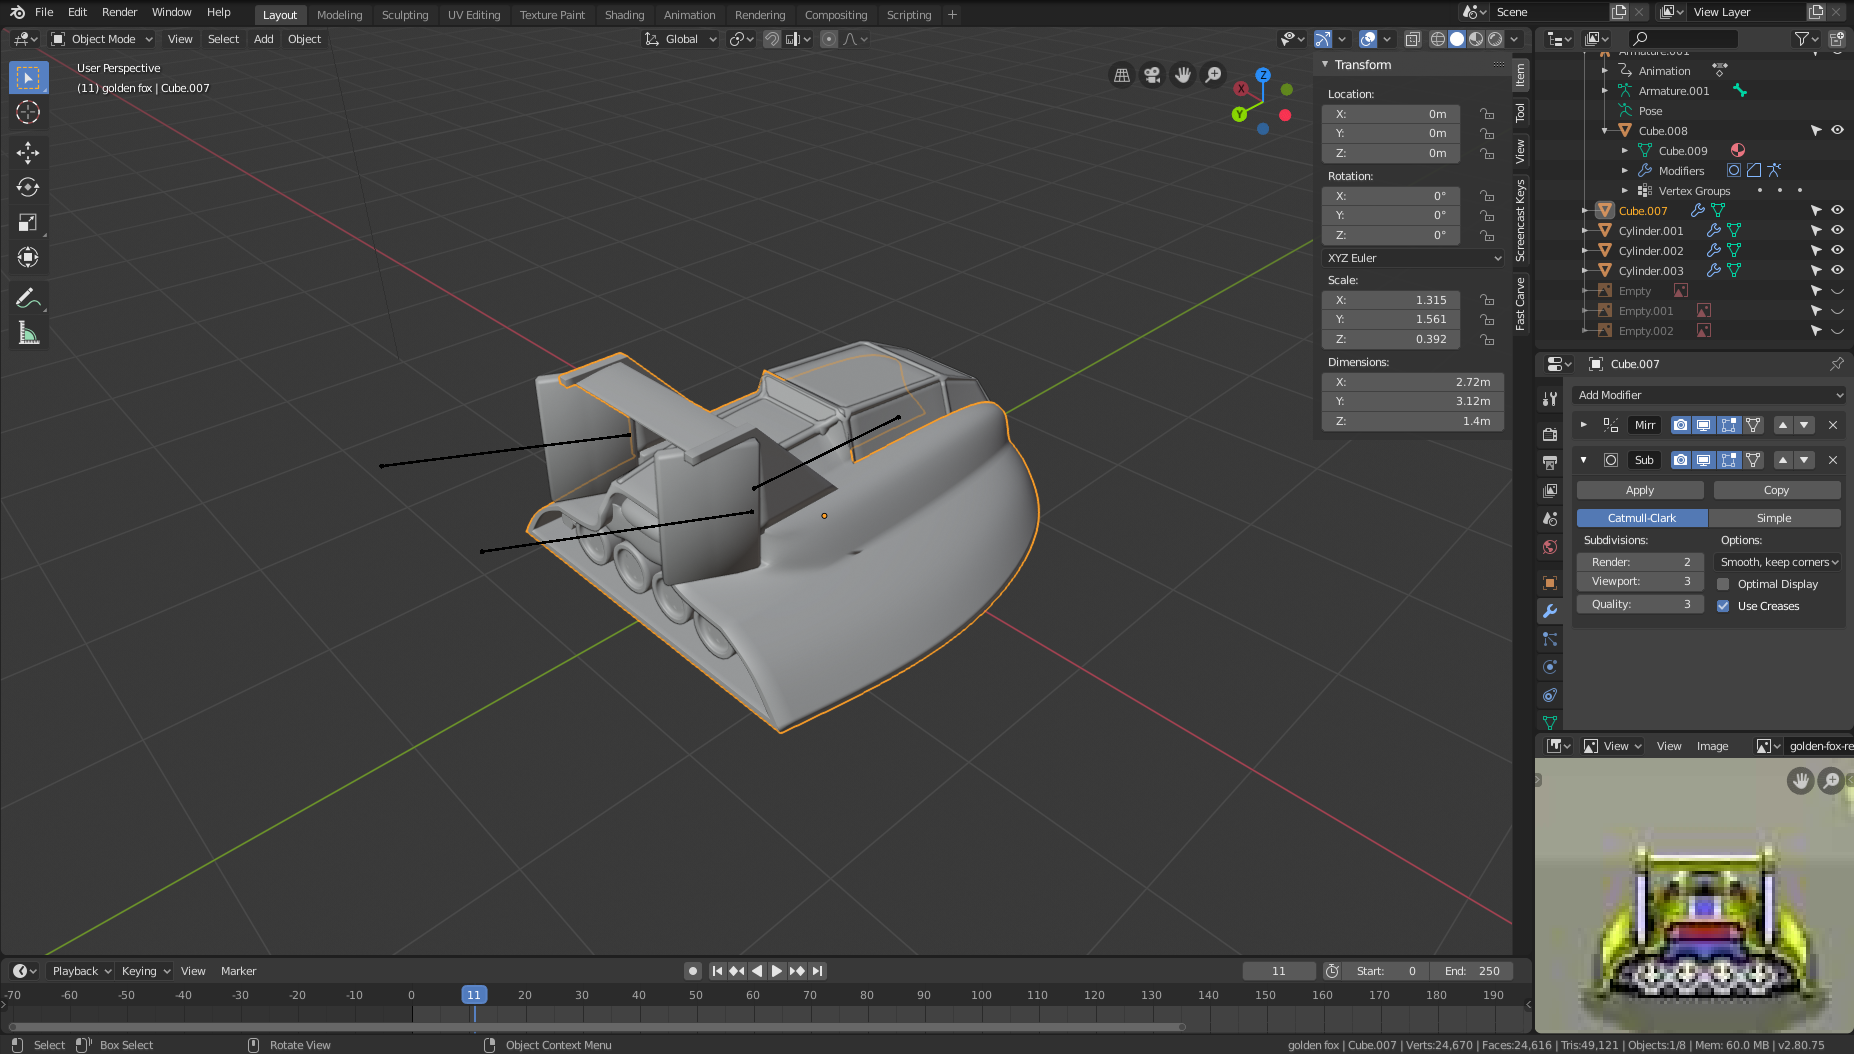 File Edit Render Window Help Layout Modeling Sculpting UV Editing Texture Paint Shading Animation Rendering Compositing Scripting + Scene View Layer
Object Mode View Select Add Object Global
User Perspective
(11) golden fox | Cube.007
X
Y
Z
Transform
Location:
X: 0m
Y: 0m
Z: 0m
Rotation:
X: 0°
Y: 0°
Z: 0°
XYZ Euler
Scale:
X: 1.315
Y: 1.561
Z: 0.392
Dimensions:
X: 2.72m
Y: 3.12m
Z: 1.4m
Item
Tool
View
Screencast Keys
Fast Carve
Armature.001
Animation
Armature.001
Pose
Cube.008
Cube.009
Modifiers
Vertex Groups
Cube.007
Cylinder.001
Cylinder.002
Cylinder.003
Empty
Empty.001
Empty.002
Cube.007
Add Modifier
Mirr
Sub
Apply Copy
Catmull-Clark Simple
Subdivisions: Options:
Render: 2 Smooth, keep corners
Viewport: 3 Optimal Display
Quality: 3 Use Creases
View View Image golden-fox-re
Playback Keying View Marker 11 Start: 0 End: 250
-70 -60 -50 -40 -30 -20 -10 0 11 20 30 40 50 60 70 80 90 100 110 120 130 140 150 160 170 180 190
Select Box Select Rotate View Object Context Menu golden fox | Cube.007 | Verts:24,670 | Faces:24,616 | Tris:49,121 | Objects:1/8 | Mem: 60.0 MB | v2.80.75